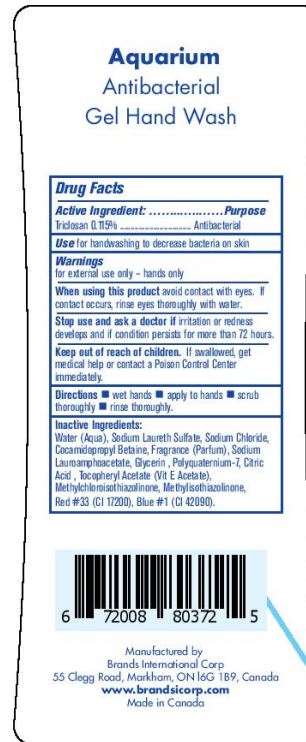 Aquarium
Antibacterial
Gel Hand Wash
Drug Facts
Active Ingredient: ......................Purpose
Triclosan 0.115% ................................ Antibacterial
Use for handwashing to decrease bacteria on skin
Warnings
for external use only – hands only
When using this product avoid contact with eyes. If
contact occurs, rinse eyes thoroughly with water.
Stop use and ask a doctor if irritation or redness
develops and if condition persists for more than 72 hours.
Keep out of reach of children. If swallowed, get
medical help or contact a Poison Control Center
immediately.
Directions ■ wet hands ■ apply to hands ■ scrub
thoroughly ■ rinse thoroughly.
Inactive Ingredients:
Water (Aqua), Sodium Laureth Sulfate, Sodium Chloride,
Cocamidopropyl Betaine, Fragrance (Parfum), Sodium
Lauroamphoacetate, Glycerin , Polyquaternium-7, Citric
Acid , Tocopheryl Acetate (Vit E Acetate),
Methylchloroisothiazolinone, Methylisothiazolinone,
Red #33 (CI 17200), Blue #1 (CI 42090).
6 72008 80372 5
Manufactured by
Brands International Corp
55 Clegg Road, Markham, ON l6G 1B9, Canada
www.brandsicorp.com
Made in Canada